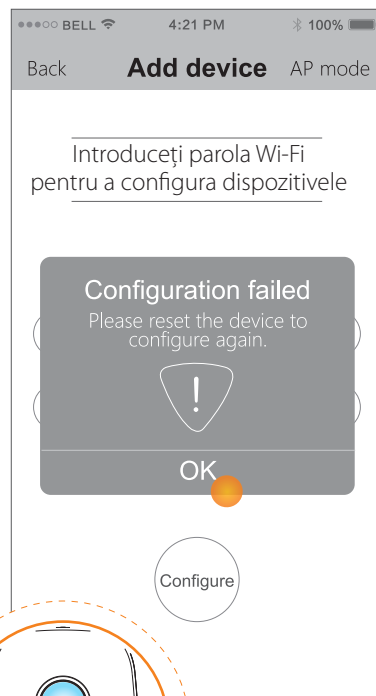 BELL 4:21 PM 100%
Back Add device AP mode
Introduceți parola Wi-Fi
pentru a configura dispozitivele
Configuration failed
Please reset the device to
configure again.
!
OK
Configure